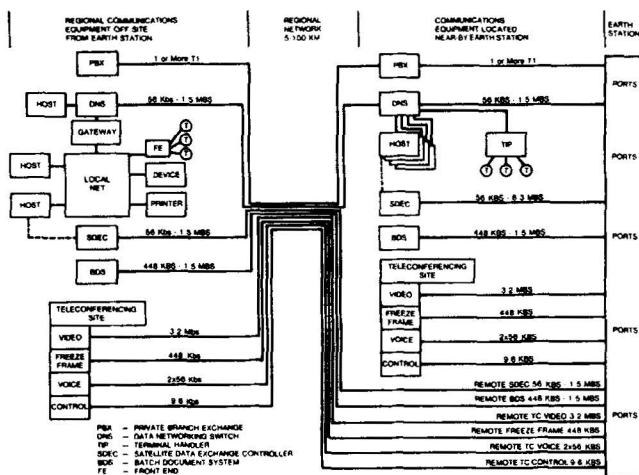 REGIONAL COMMUNICATIONS
EQUIPMENT OFF SITE
FROM EARTH STATION
REGIONAL
NETWORK
5-100 KM
COMMUNICATIONS
EQUIPMENT LOCATED
NEAR BY EARTH STATION
EARTH
STATION
PBX
1 or More T1
HOST
DNS
56 Kbs - 1.5 MBS
GATEWAY
FE
T
T
T
HOST
LOCAL
NET
DEVICE
HOST
PRINTER
SDEC
56 Kbs - 1.5 MBS
BDS
448 KBS - 1.5 MBS
TELECONFERENCING
SITE
VIDEO
3.2 Mbs
FREEZE
FRAME
448 Kbs
VOICE
2x56 Kbs
CONTROL
9.6 Kbs
PBX
1 or More T1
PORTS
DNS
56 KBS - 1.5 MBS
HOST
TIP
PORTS
T
T
T
SDEC
56 KBS - 6.3 MBS
PORTS
BDS
448 KBS - 1.5 MBS
PORTS
TELECONFERENCING
SITE
VIDEO
3.2 MBS
FREEZE
FRAME
448 KBS
PORTS
VOICE
2x56 KBS
CONTROL
9.6 KBS
REMOTE SDEC 56 KBS - 1.5 MBS
REMOTE BDS 448 KBS - 1.5 MBS
REMOTE TC VIDEO 3.2 MBS
PORTS
REMOTE FREEZE FRAME 448 KBS
REMOTE TC VOICE 2x56 KBS
REMOTE TC CONTROL 9.6 KBS
PBX — PRIVATE BRANCH EXCHANGE
DNS — DATA NETWORKING SWITCH
TIP — TERMINAL HANDLER
SDEC — SATELLITE DATA EXCHANGE CONTROLLER
BDS — BATCH DOCUMENT SYSTEM
FE — FRONT END